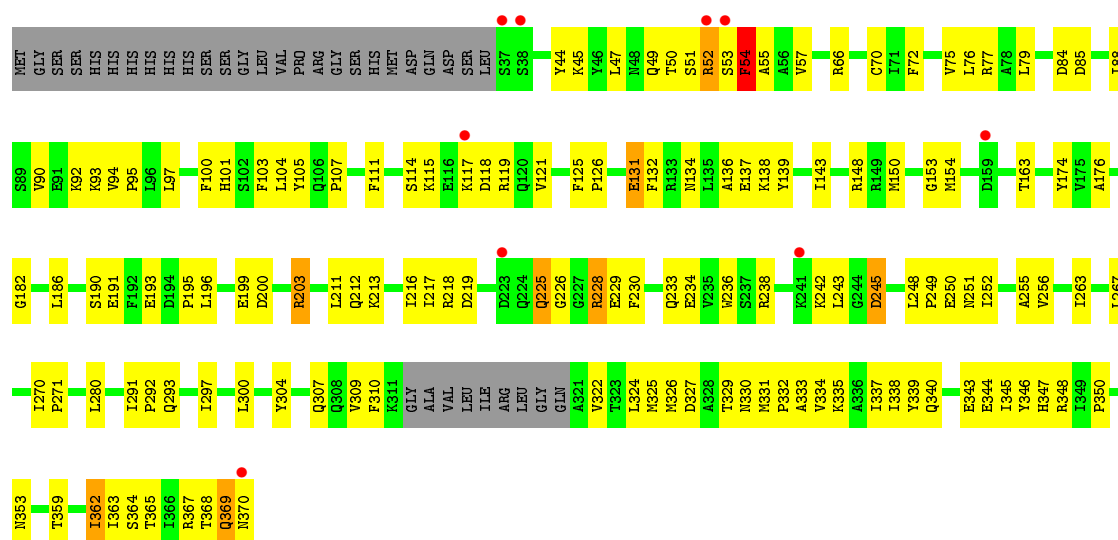 MET GLY SER SER HIS HIS HIS HIS HIS HIS SER SER GLY LEU VAL PRO ARG GLY SER HIS MET ASP GLN ASP SER LEU S37 S38 Y44 K45 Y46 L47 N48 Q49 T50 S51 R52 S53 F54 A55 A56 V57 R66 C70 I71 F72 V75 L76 R77 A78 L79 D84 D85 I88
S89 V90 E91 K92 K93 V94 P95 L96 L97 F100 H101 S102 F103 L104 Y105 Q106 P107 F111 S114 K115 E116 K117 D118 R119 Q120 V121 F125 P126 E131 F132 R133 N134 L135 A136 E137 K138 Y139 I143 R148 R149 M150 G153 M154 D159 T163 Y174 V175 A176
G182 L186 S190 E191 F192 E193 D194 P195 L196 E199 D200 R203 L211 Q212 K213 I216 I217 R218 D219 D223 Q224 Q225 G226 G227 R228 E229 F230 Q233 E234 V235 W236 S237 R238 K241 K242 L243 G244 D245 L248 P249 E250 N251 I252 A255 V256 I263
I270 P271 L280 I291 P292 Q293 I297 L300 Y304 Q307 Q308 V309 F310 K311 GLY ALA VAL LEU ILE ARG LEU GLY GLN A321 V322 T323 L324 M325 M326 D327 A328 T329 N330 M331 P332 A333 V334 K335 A336 I337 I338 Y339 Q340 E343 E344 I345 Y346 H347 R348 I349 P350
N353 T359 I362 I363 S364 T365 I366 R367 T368 Q369 N370